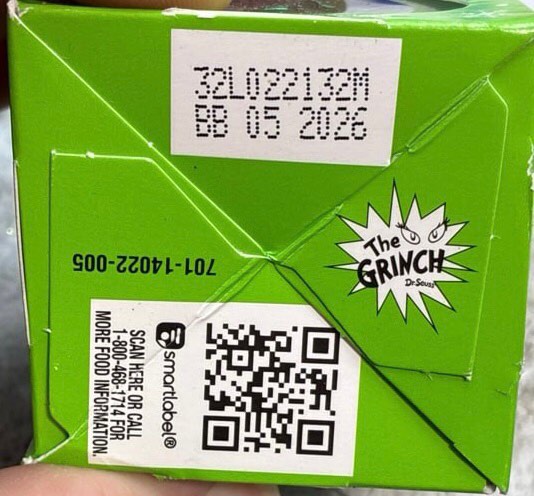 32L022132M
BB 05 2026
The
GRINCH
Dr. Seuss
701-14022-005
smartlabel®
SCAN HERE OR CALL
1-800-468-1714 FOR
MORE FOOD INFORMATION.